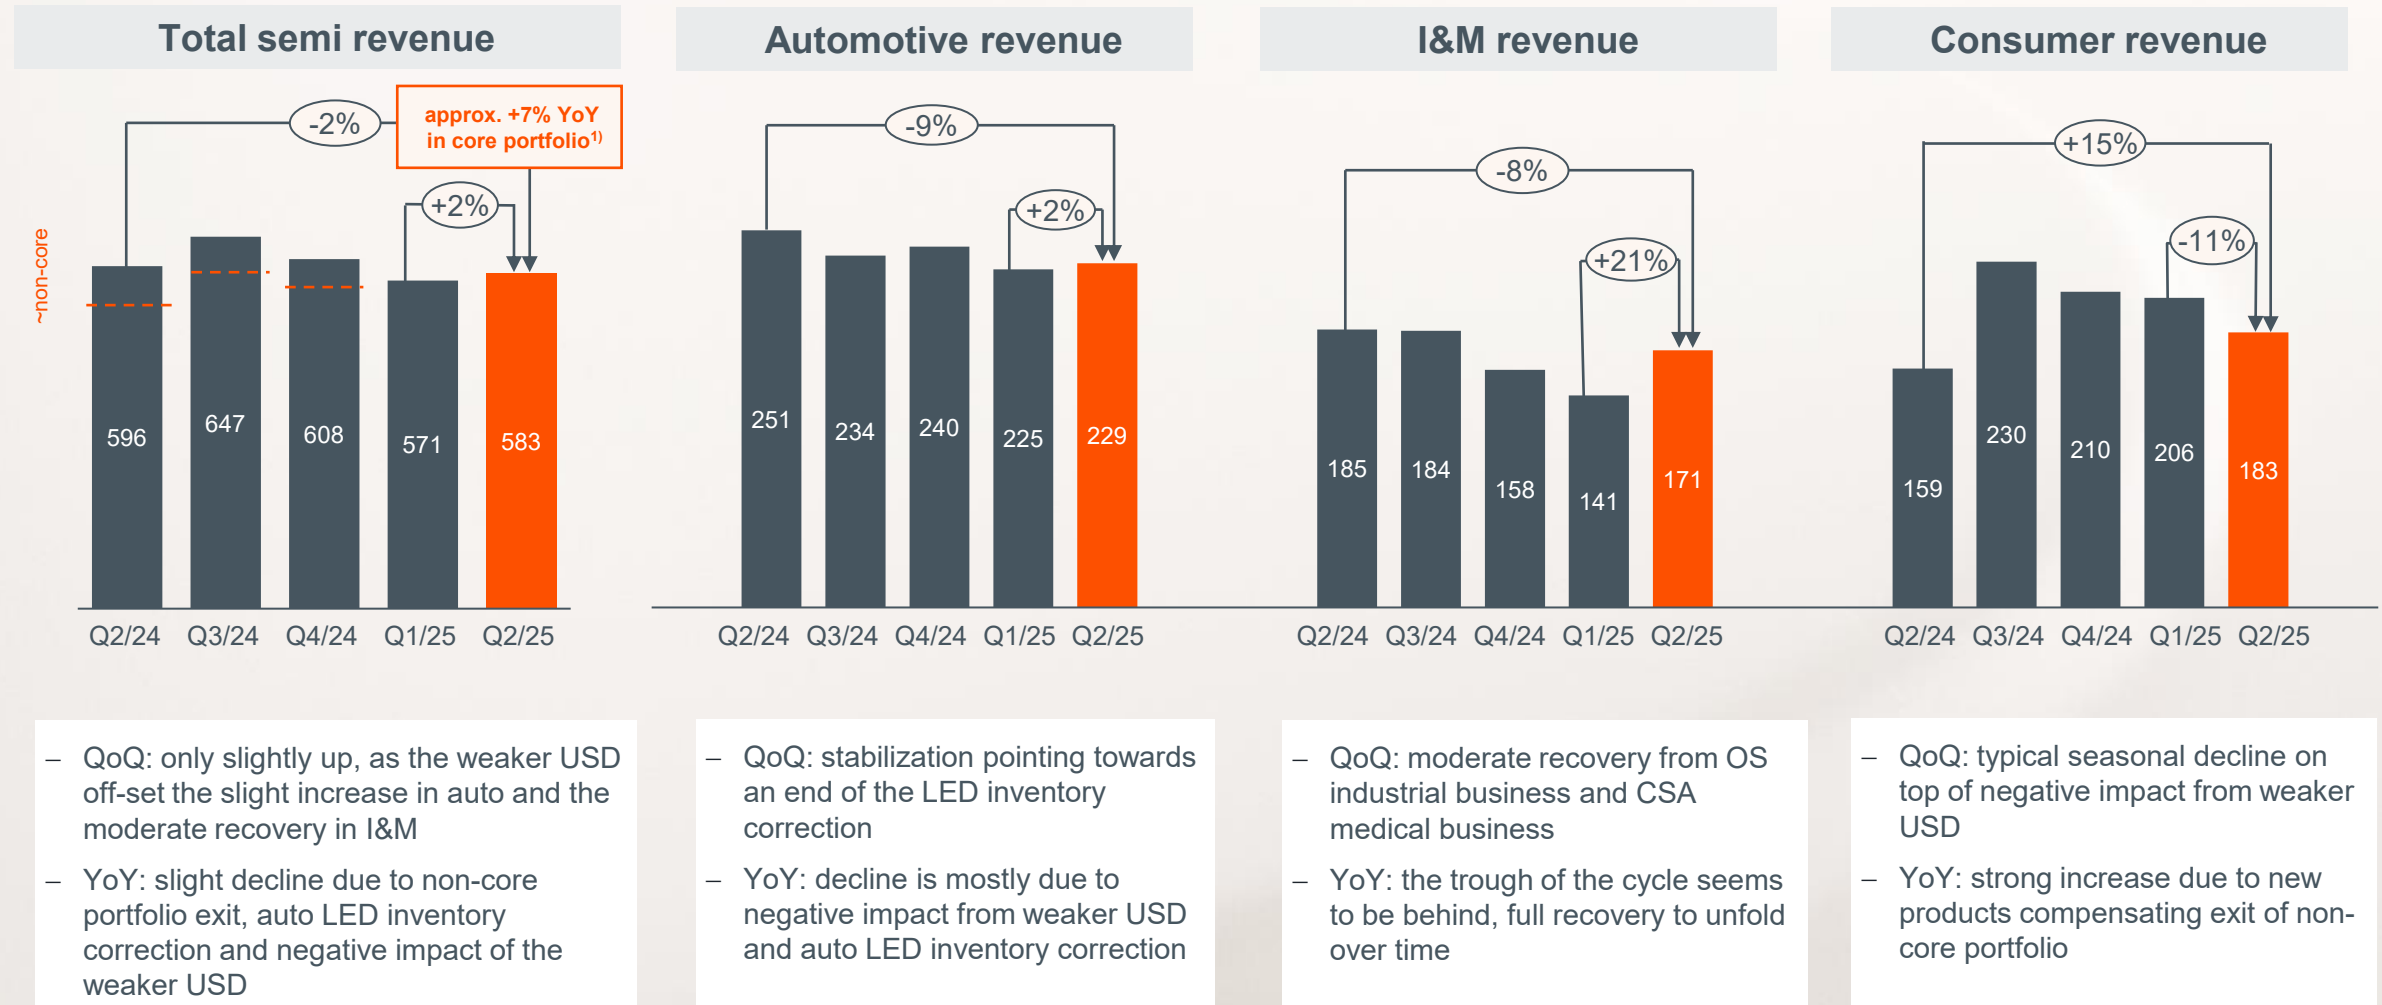 Total semi revenue
-2%
approx. +7% YoY
in core portfolio1)
+2%
~non-core
596
647
608
571
583
Q2/24 Q3/24 Q4/24 Q1/25 Q2/25
– QoQ: only slightly up, as the weaker USD
off-set the slight increase in auto and the
moderate recovery in I&M
– YoY: slight decline due to non-core
portfolio exit, auto LED inventory
correction and negative impact of the
weaker USD
Automotive revenue
-9%
+2%
251
234
240
225
229
Q2/24 Q3/24 Q4/24 Q1/25 Q2/25
– QoQ: stabilization pointing towards
an end of the LED inventory
correction
– YoY: decline is mostly due to
negative impact from weaker USD
and auto LED inventory correction
I&M revenue
-8%
+21%
185
184
158
141
171
Q2/24 Q3/24 Q4/24 Q1/25 Q2/25
– QoQ: moderate recovery from OS
industrial business and CSA
medical business
– YoY: the trough of the cycle seems
to be behind, full recovery to unfold
over time
Consumer revenue
+15%
-11%
159
230
210
206
183
Q2/24 Q3/24 Q4/24 Q1/25 Q2/25
– QoQ: typical seasonal decline on
top of negative impact from weaker
USD
– YoY: strong increase due to new
products compensating exit of non-
core portfolio